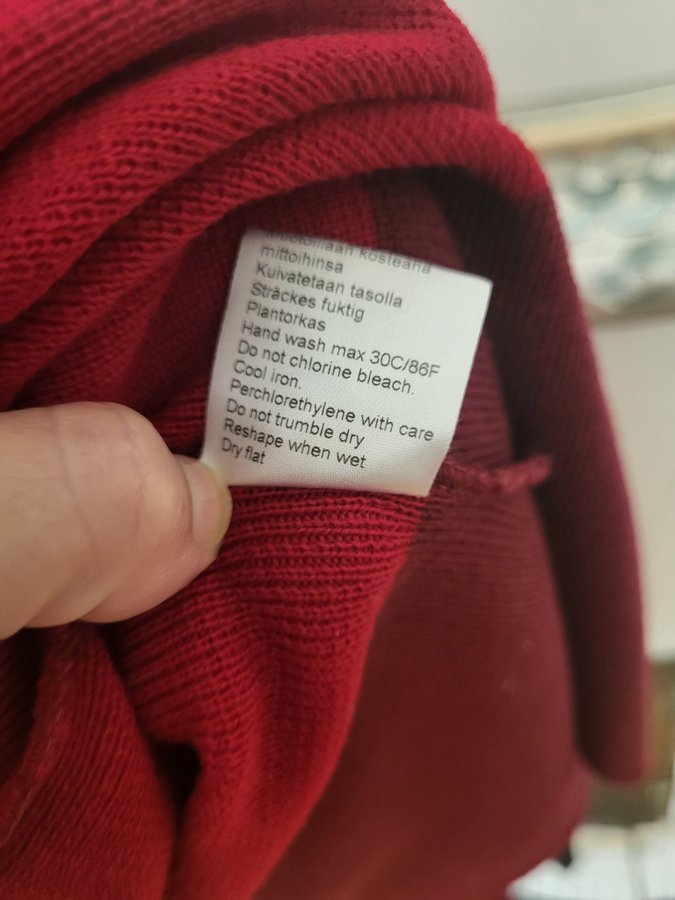 kosteana
mittoihinsa
Kuivatetaan tasolla
Sträckes fuktig
Plantorkas
Hand wash max 30C/86F
Do not chlorine bleach.
Cool iron.
Perchlorethylene with care
Do not trumble dry
Reshape when wet
Dry flat